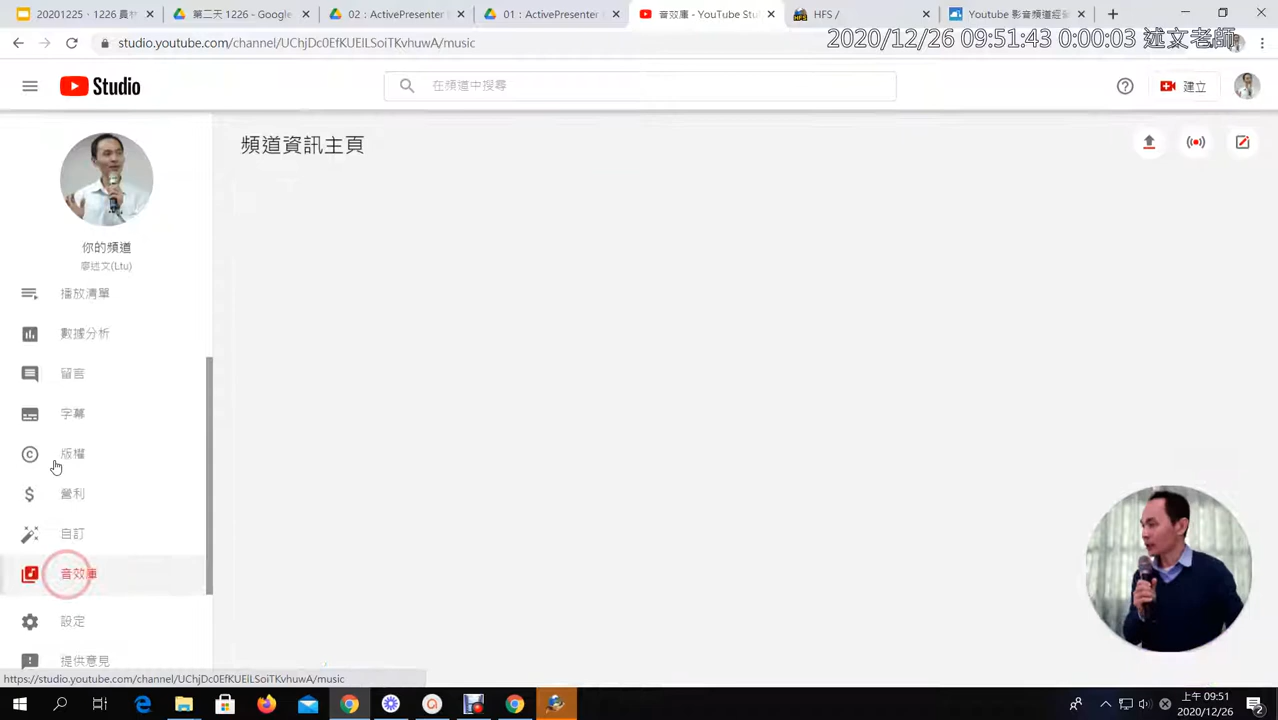 20201225、1226 員林
第二天 1226 - Google
02：ActivePresenter
01：ActivePresenter
音效庫 - YouTube Stu
HFS /
Youtube 影音頻道經
studio.youtube.com/channel/UChjDc0EfKUEILSoiTKvhuwA/music
2020/12/26 09:51:43 0:00:03 述文老師
Studio
在頻道中搜尋
建立
頻道資訊主頁
你的頻道
廖述文(Ltu)
播放清單
數據分析
留言
字幕
版權
營利
自訂
音效庫
設定
提供意見
https://studio.youtube.com/channel/UChjDc0EfKUEILSoiTKvhuwA/music
上午 09:51
2020/12/26
2